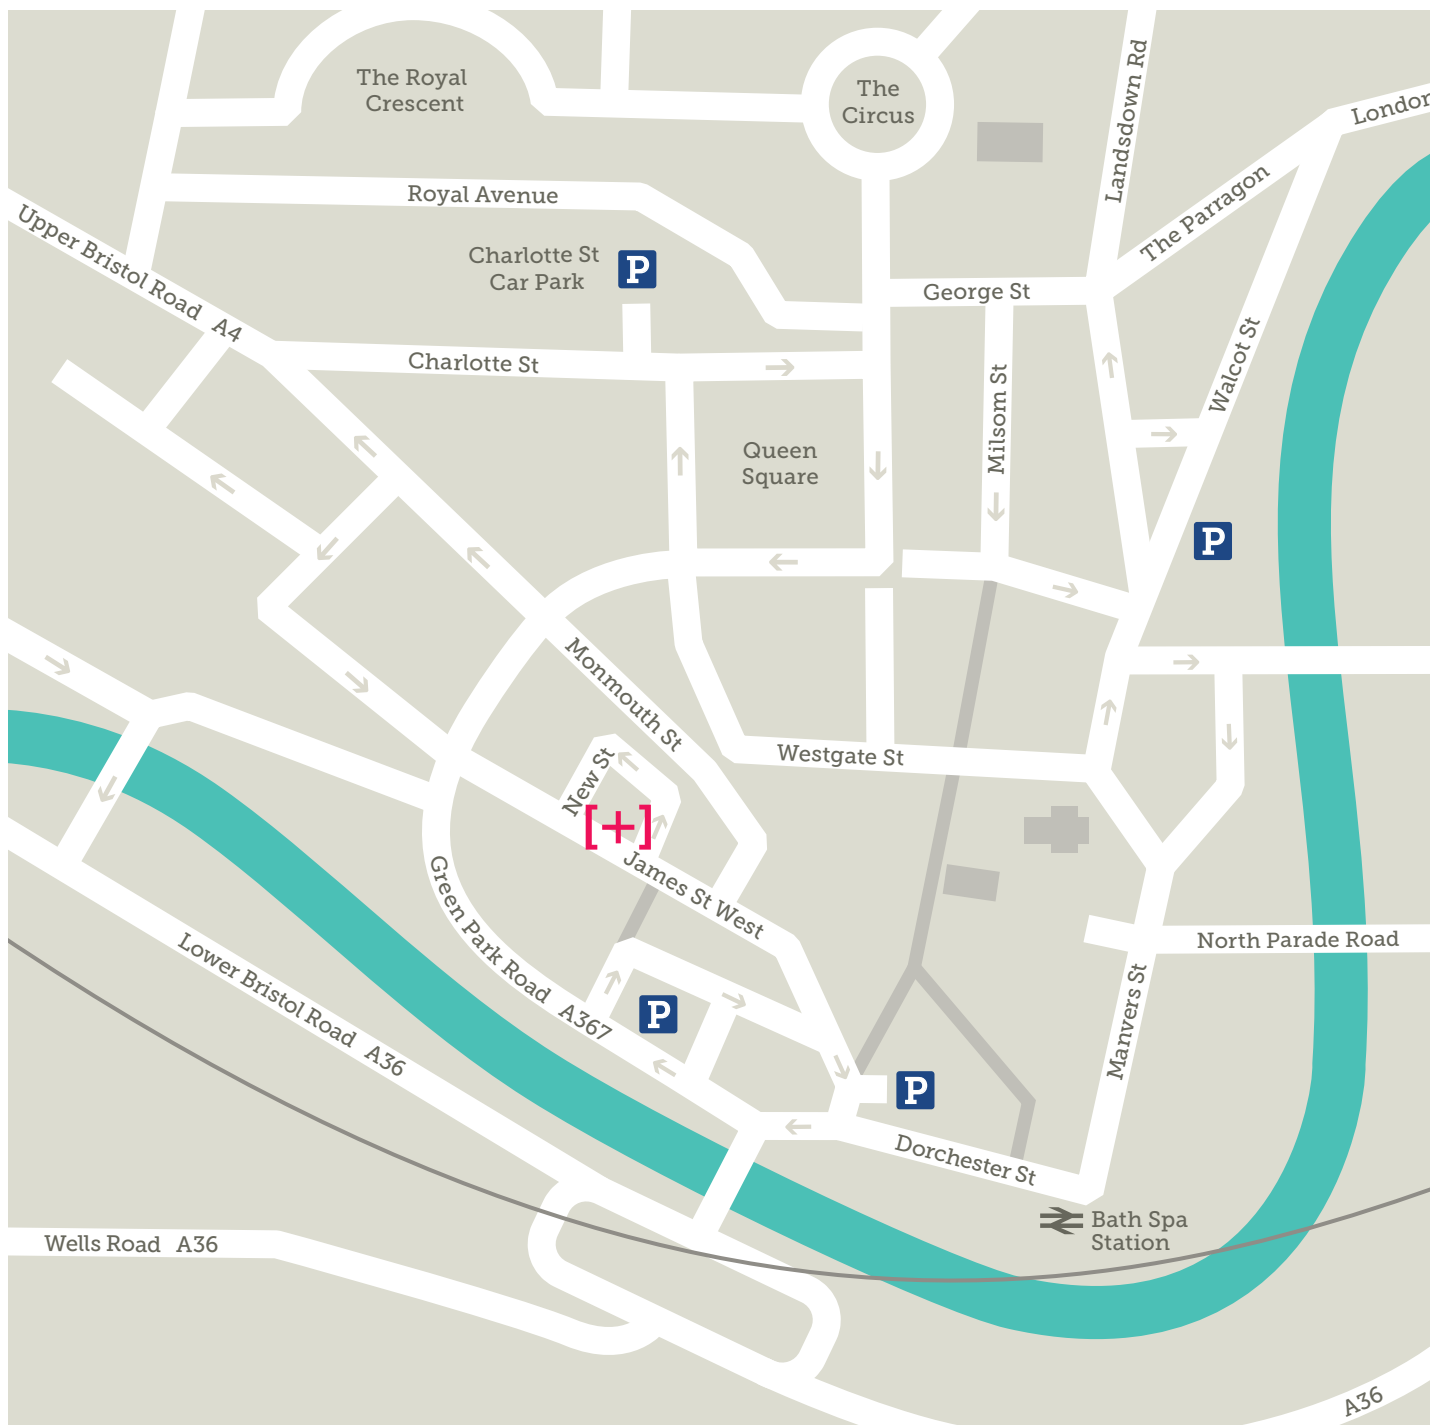 The Royal
Crescent
The
Circus
Landsdown Rd
London
The Parragon
Royal Avenue
Upper Bristol Road A4
Charlotte St
Car Park
P
George St
Charlotte St
Walcot St
Milsom St
Queen
Square
P
Monmouth St
Westgate St
New St
[+]
James St West
Green Park Road A367
North Parade Road
Lower Bristol Road A36
Manvers St
P
P
Dorchester St
Bath Spa
Station
Wells Road A36
A36